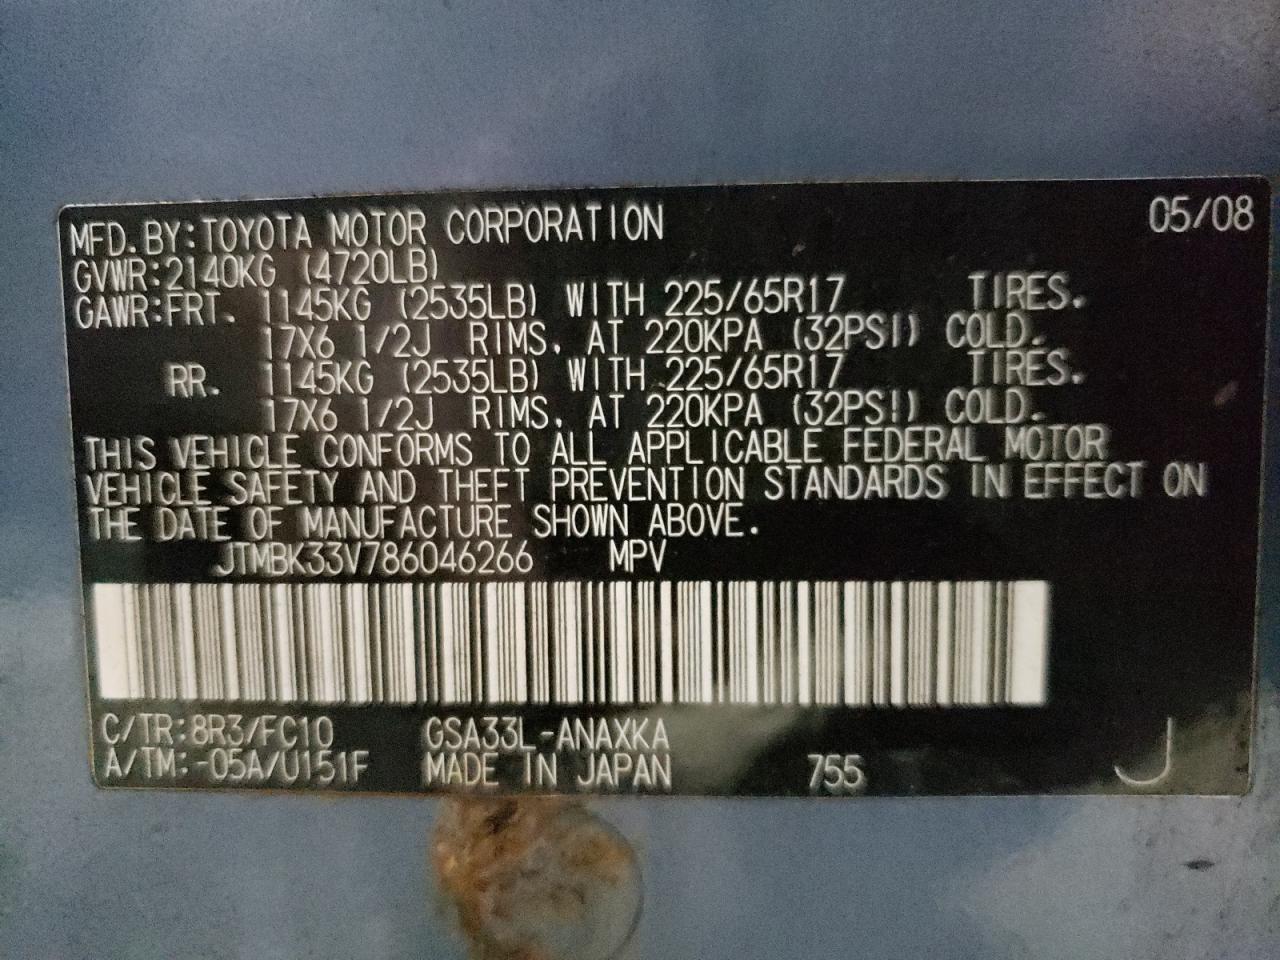 MFD. BY: TOYOTA MOTOR CORPORATION 05/08
GVWR: 2140KG (4720LB)
GAWR: FRT. 1145KG (2535LB) WITH 225/65R17 TIRES.
17X6 1/2J RIMS, AT 220KPA (32PSI) COLD.
RR. 1145KG (2535LB) WITH 225/65R17 TIRES.
17X6 1/2J RIMS, AT 220KPA (32PSI) COLD.
THIS VEHICLE CONFORMS TO ALL APPLICABLE FEDERAL MOTOR
VEHICLE SAFETY AND THEFT PREVENTION STANDARDS IN EFFECT ON
THE DATE OF MANUFACTURE SHOWN ABOVE.
JTMBK33V786046266 MPV
C/TR: 8R3/FC10 GSA33L-ANAXKA
A/TM: -05A/U151F MADE IN JAPAN 755 J